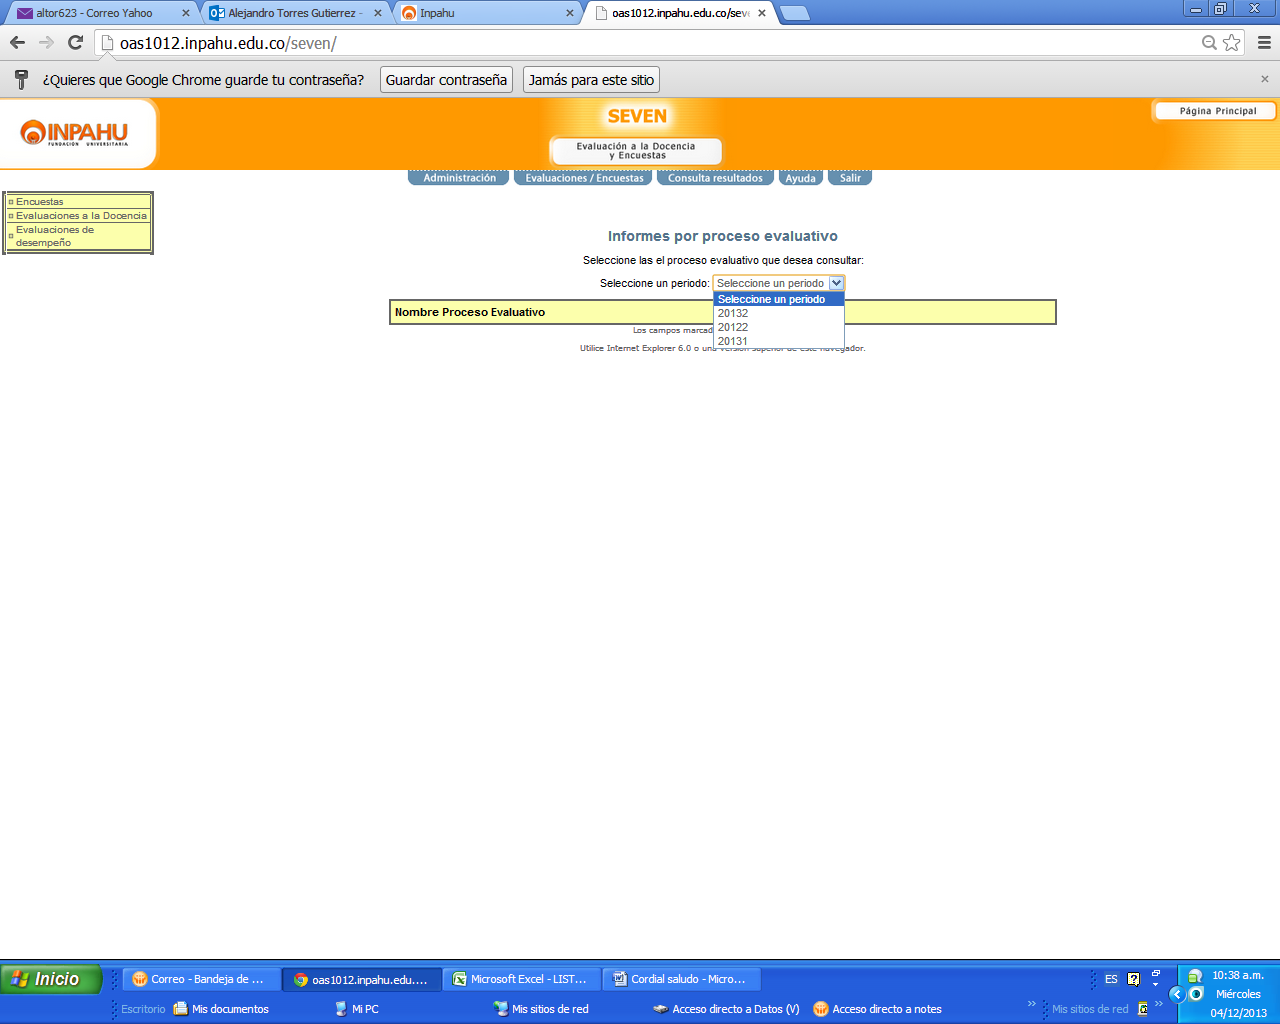 altor623 - Correo Yahoo
Alejandro Torres Gutierrez -
Inpahu
oas1012.inpahu.edu.co/seve
oas1012.inpahu.edu.co/seven/
¿Quieres que Google Chrome guarde tu contraseña?
Guardar contraseña
Jamás para este sitio
INPAHU
FUNDACIÓN UNIVERSITARIA
SEVEN
Evaluación a la Docencia
y Encuestas
Página Principal
Administración
Evaluaciones / Encuestas
Consulta resultados
Ayuda
Salir
Encuestas
Evaluaciones a la Docencia
Evaluaciones de
desempeño
Informes por proceso evaluativo
Seleccione las el proceso evaluativo que desea consultar:
Seleccione un periodo: Seleccione un periodo
Seleccione un periodo
20132
20122
20131
Nombre Proceso Evaluativo
Los campos marcad
Utilice Internet Explorer 6.0 o una versión superior de este navegador.
Inicio
Correo - Bandeja de ...
oas1012.inpahu.edu....
Microsoft Excel - LIST...
Cordial saludo - Micro...
ES
10:38 a.m.
Miércoles
04/12/2013
Escritorio
Mis documentos
Mi PC
Mis sitios de red
Acceso directo a Datos (V)
Acceso directo a notes
Mis sitios de red